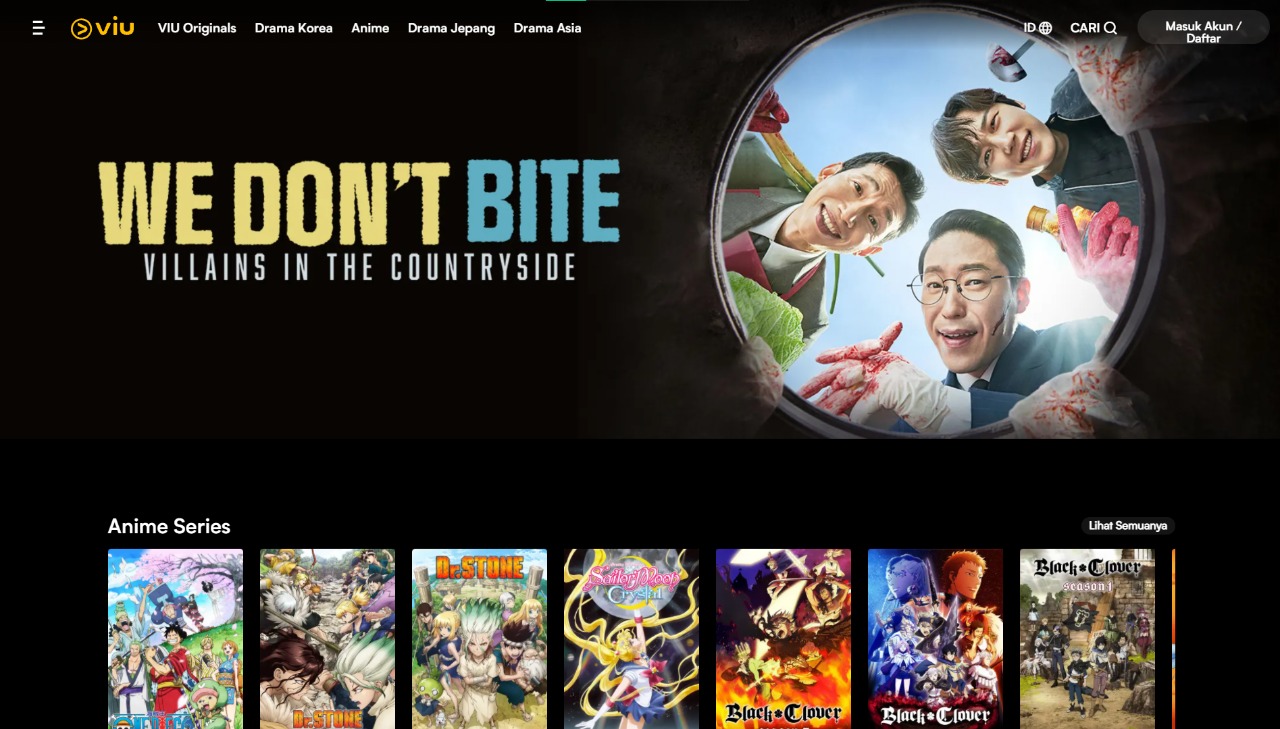 viu
VIU Originals
Drama Korea
Anime
Drama Jepang
Drama Asia
ID
CARI
Masuk Akun /
Daftar
WE DON'T BITE
VILLAINS IN THE COUNTRYSIDE
Anime Series
Lihat Semuanya
Dr.STONE
Dr.STONE
Sailor Moon
Crystal
Black Clover
Black Clover
Black Clover
season 1